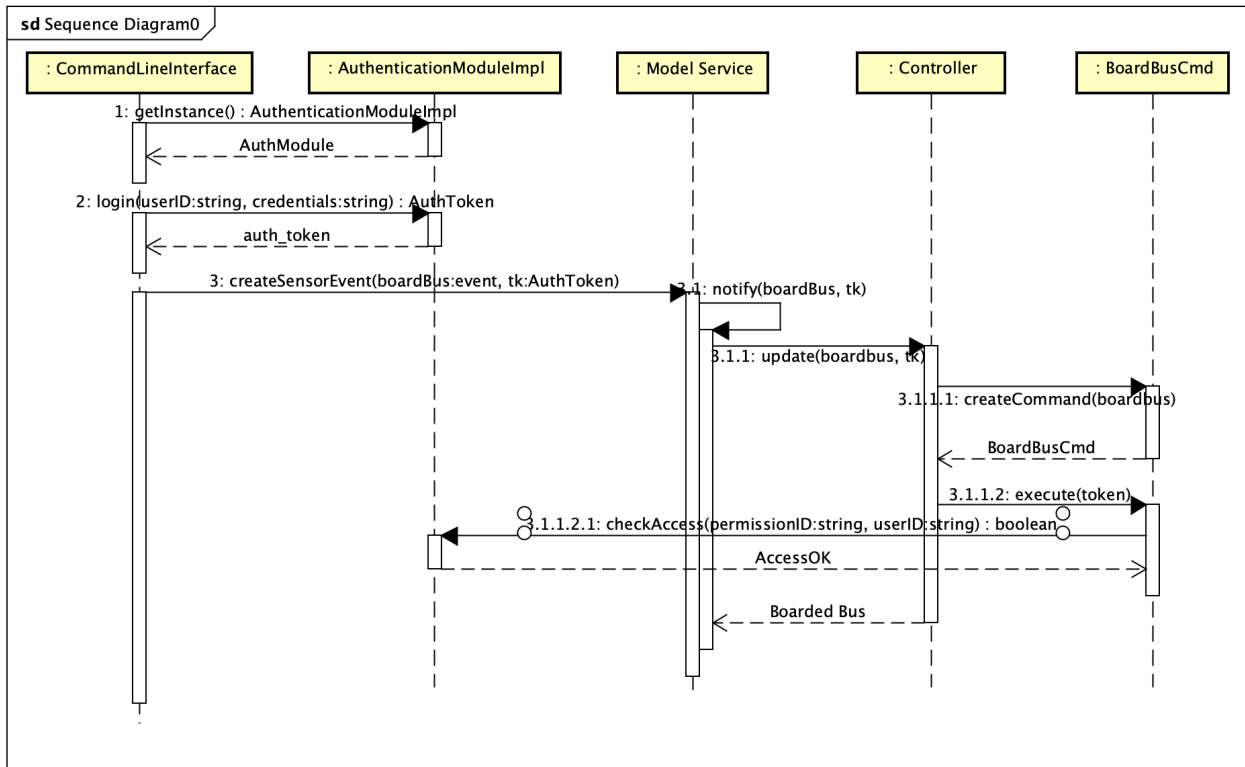 sd Sequence Diagram0
: CommandLineInterface
: AuthenticationModuleImpl
: Model Service
: Controller
: BoardBusCmd
1: getInstance() : AuthenticationModuleImpl
AuthModule
2: login(userID:string, credentials:string) : AuthToken
auth_token
3: createSensorEvent(boardBus:event, tk:AuthToken)
3.1: notify(boardBus, tk)
3.1.1: update(boardbus, tk)
3.1.1.1: createCommand(boardbus)
BoardBusCmd
3.1.1.2: execute(token)
3.1.1.2.1: checkAccess(permissionID:string, userID:string) : boolean
AccessOK
Boarded Bus